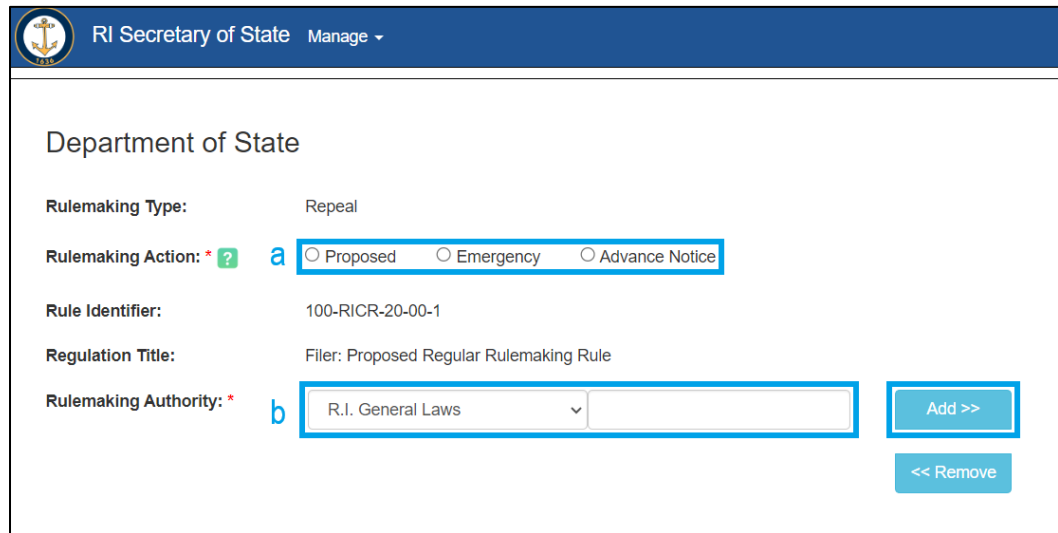 RI Secretary of State Manage
1636
Department of State
Rulemaking Type: Repeal
Rulemaking Action: * ? a Proposed Emergency Advance Notice
Rule Identifier: 100-RICR-20-00-1
Regulation Title: Filer: Proposed Regular Rulemaking Rule
Rulemaking Authority: * b R.I. General Laws Add >>
<< Remove